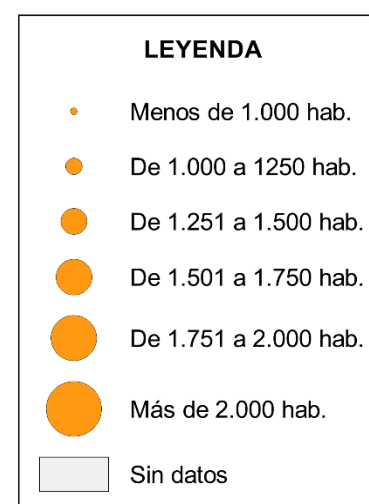 LEYENDA
Menos de 1.000 hab.
De 1.000 a 1250 hab.
De 1.251 a 1.500 hab.
De 1.501 a 1.750 hab.
De 1.751 a 2.000 hab.
Más de 2.000 hab.
Sin datos